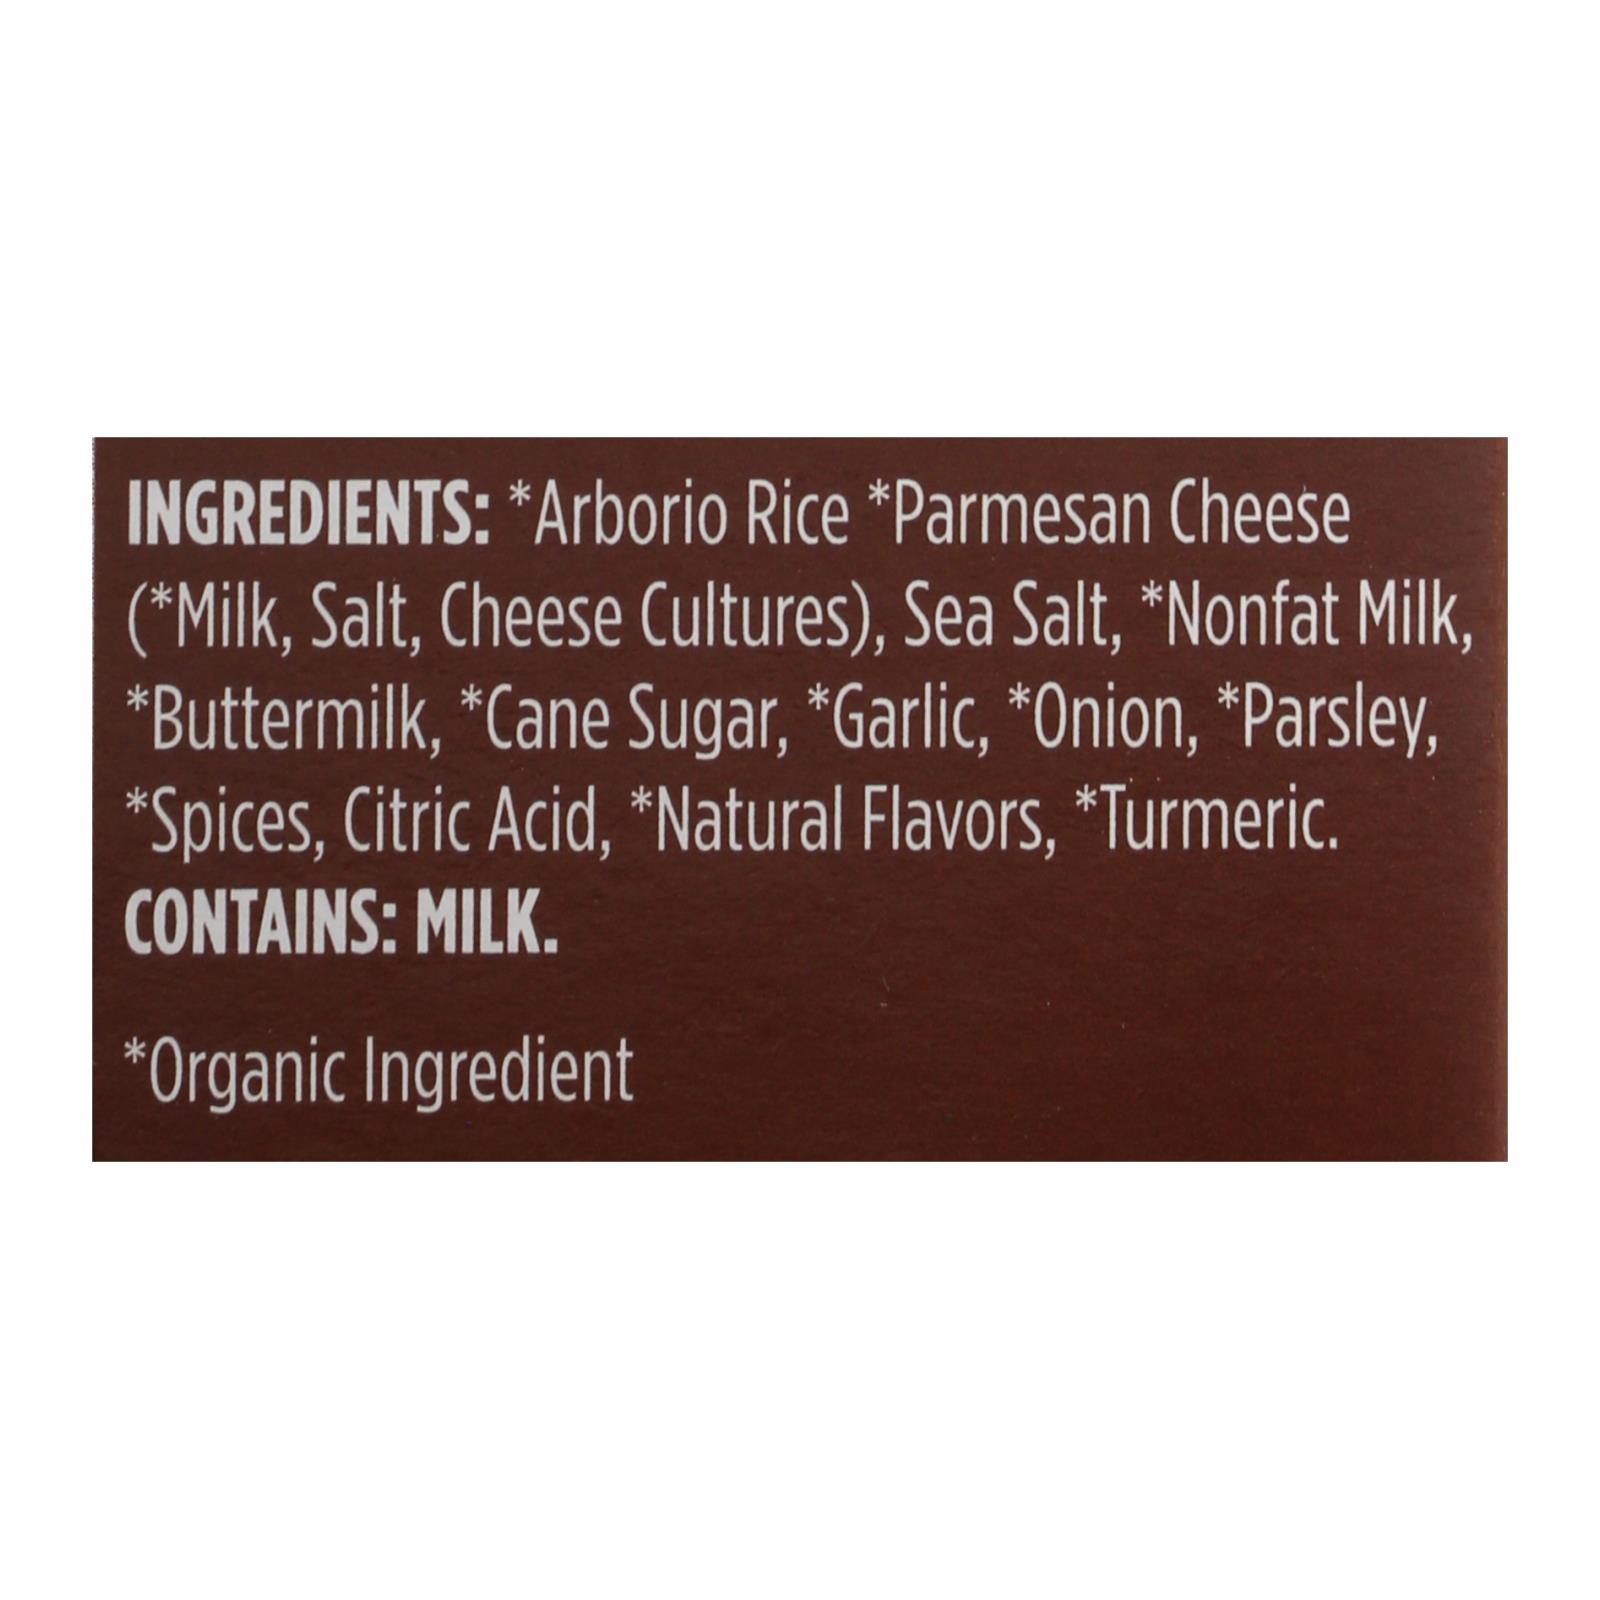 INGREDIENTS: *Arborio Rice *Parmesan Cheese
(*Milk, Salt, Cheese Cultures), Sea Salt, *Nonfat Milk,
*Buttermilk, *Cane Sugar, *Garlic, *Onion, *Parsley,
*Spices, Citric Acid, *Natural Flavors, *Turmeric.
CONTAINS: MILK.
*Organic Ingredient